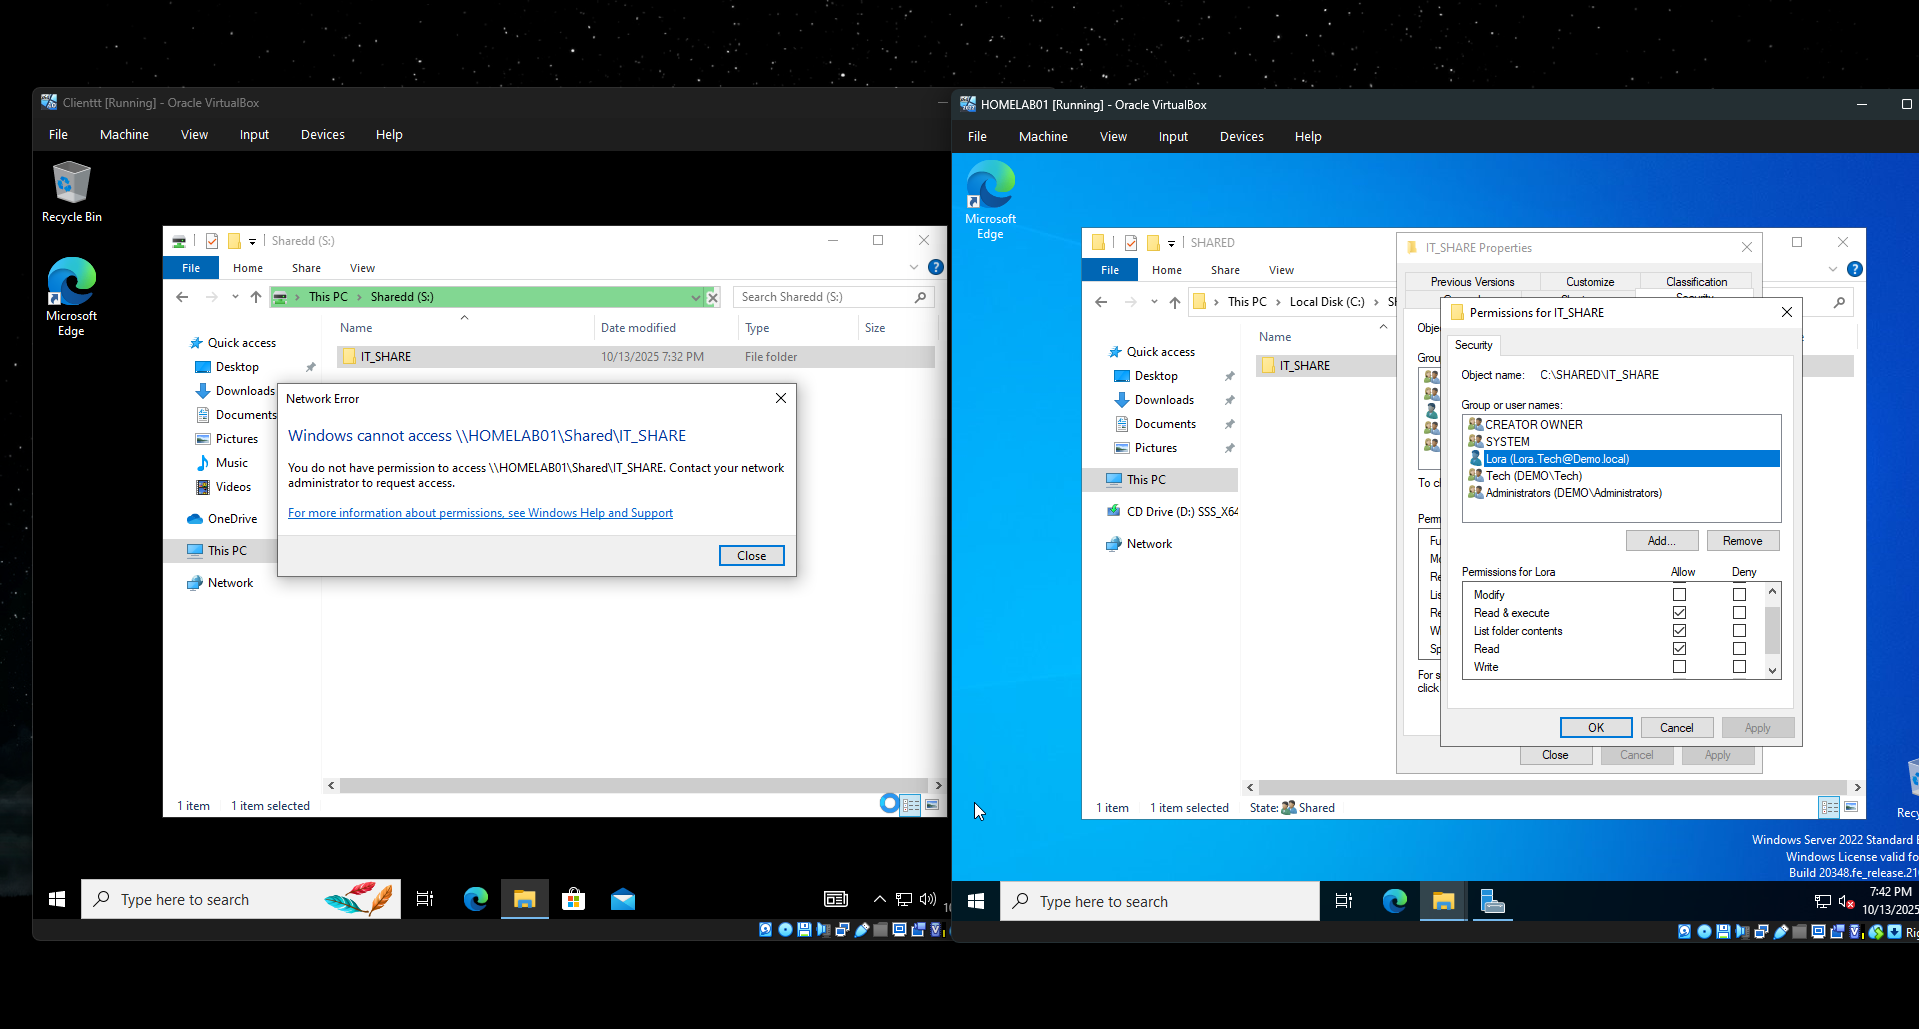 Clienttt [Running] - Oracle VirtualBox
File Machine View Input Devices Help
Recycle Bin
Microsoft
Edge
Sharedd (S:)
File Home Share View
This PC Sharedd (S:)
Search Sharedd (S:)
Name Date modified Type Size
IT_SHARE 10/13/2025 7:32 PM File folder
Quick access
Desktop
Downloads
Documents
Pictures
Music
Videos
OneDrive
This PC
Network
Network Error
Windows cannot access \\HOMELAB01\Shared\IT_SHARE
You do not have permission to access \\HOMELAB01\Shared\IT_SHARE. Contact your network
administrator to request access.
For more information about permissions, see Windows Help and Support
Close
1 item 1 item selected
Type here to search
HOMELAB01 [Running] - Oracle VirtualBox
File Machine View Input Devices Help
Microsoft
Edge
SHARED
File Home Share View
This PC Local Disk (C:)
Name
IT_SHARE
Quick access
Desktop
Downloads
Documents
Pictures
This PC
CD Drive (D:) SSS_X64
Network
1 item 1 item selected State: Shared
IT_SHARE Properties
Previous Versions Customize Classification
To cl
For s
click
Close Cancel Apply
Permissions for IT_SHARE
Security
Object name: C:\SHARED\IT_SHARE
Group or user names:
CREATOR OWNER
SYSTEM
Lora (Lora.Tech@Demo.local)
Tech (DEMO\Tech)
Administrators (DEMO\Administrators)
Add... Remove
Permissions for Lora Allow Deny
Modify
Read & execute
List folder contents
Read
Write
OK Cancel Apply
Recy
Windows Server 2022 Standard E
Windows License valid fo
Build 20348.fe_release.21
Type here to search
7:42 PM
10/13/2025
Rig